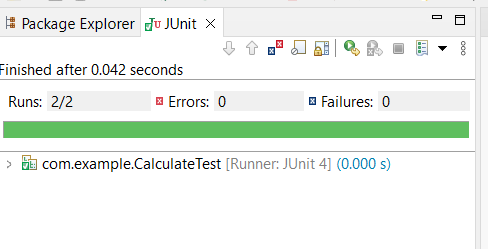 Package Explorer JUnit
Finished after 0.042 seconds
Runs: 2/2 Errors: 0 Failures: 0
com.example.CalculateTest [Runner: JUnit 4] (0.000 s)